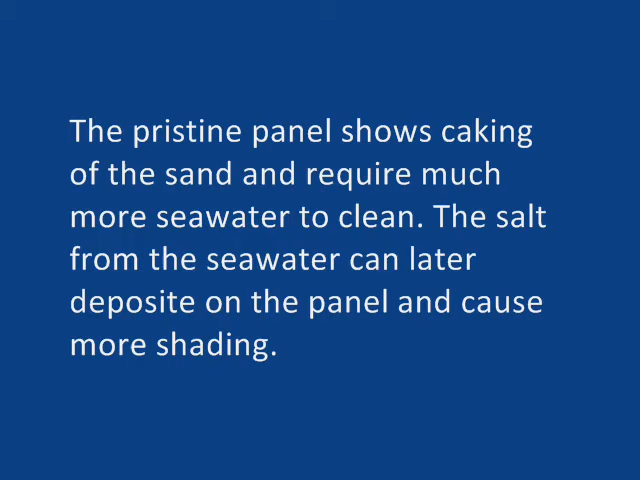 The pristine panel shows caking
of the sand and require much
more seawater to clean. The salt
from the seawater can later
deposite on the panel and cause
more shading.